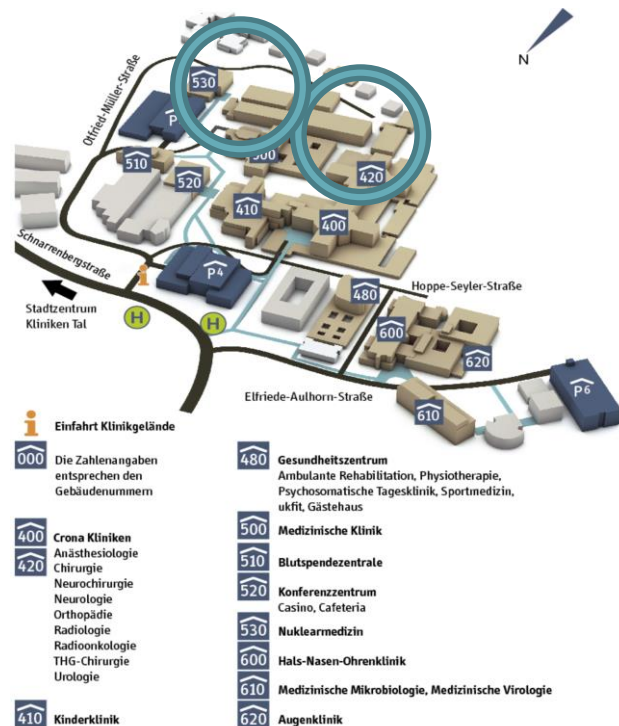 N
530
Otfried-Müller-Straße
P
510
500
520
420
410
400
Schnarrenbergstraße
P4
Hoppe-Seyler-Straße
480
Stadtzentrum
Kliniken Tal
H
H
600
620
Elfriede-Aulhorn-Straße
P6
610
i Einfahrt Klinikgelände
000 Die Zahlenangaben
entsprechen den
Gebäudenummern
400 Crona Kliniken
420 Anästhesiologie
Chirurgie
Neurochirurgie
Neurologie
Orthopädie
Radiologie
Radioonkologie
THG-Chirurgie
Urologie
410 Kinderklinik
480 Gesundheitszentrum
Ambulante Rehabilitation, Physiotherapie,
Psychosomatische Tagesklinik, Sportmedizin,
ukfit, Gästehaus
500 Medizinische Klinik
510 Blutspendezentrale
520 Konferenzzentrum
Casino, Cafeteria
530 Nuklearmedizin
600 Hals-Nasen-Ohrenklinik
610 Medizinische Mikrobiologie, Medizinische Virologie
620 Augenklinik